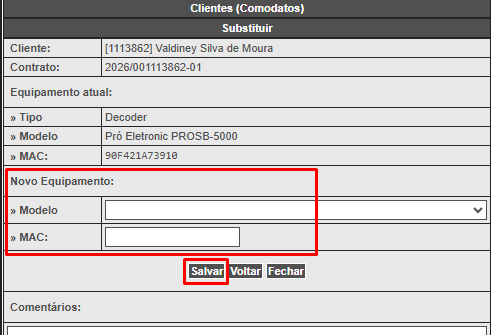 Clientes (Comodatos)
Substituir
Cliente: [1113862] Valdiney Silva de Moura
Contrato: 2026/001113862-01
Equipamento atual:
» Tipo Decoder
» Modelo Pró Eletronic PROSB-5000
» MAC: 90F421A73910
Novo Equipamento:
» Modelo
» MAC:
Salvar Voltar Fechar
Comentários: